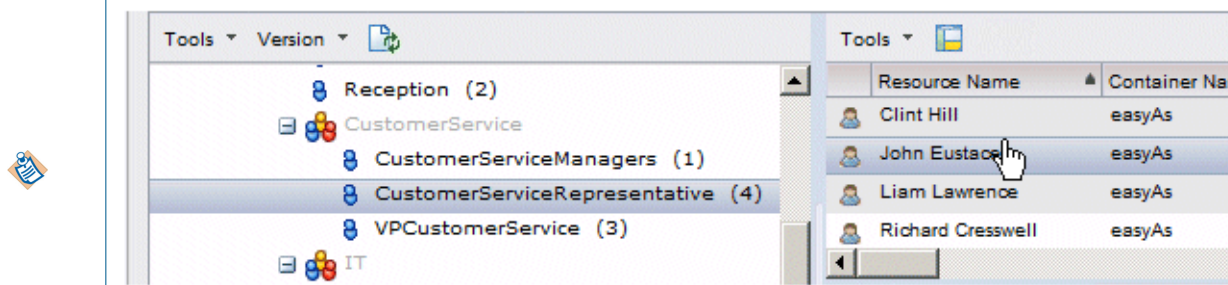 Tools Version
Reception (2)
CustomerService
CustomerServiceManagers (1)
CustomerServiceRepresentative (4)
VPCustomerService (3)
IT
Tools
Resource Name Container Na
Clint Hill easyAs
John Eustace easyAs
Liam Lawrence easyAs
Richard Cresswell easyAs